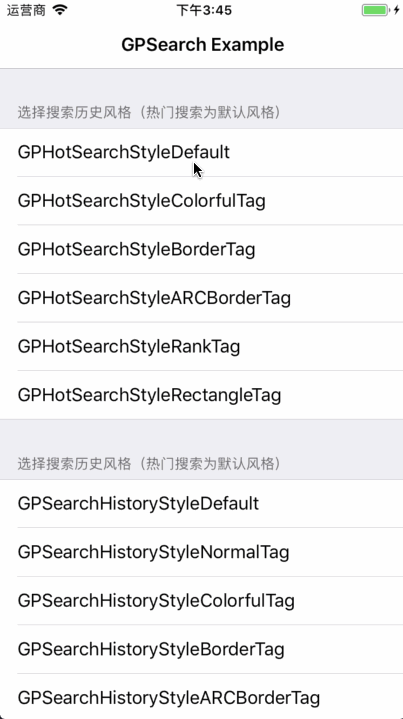 运营商 下午3:45
GPSearch Example
选择搜索历史风格（热门搜索为默认风格）
GPHotSearchStyleDefault
GPHotSearchStyleColorfulTag
GPHotSearchStyleBorderTag
GPHotSearchStyleARCBorderTag
GPHotSearchStyleRankTag
GPHotSearchStyleRectangleTag
选择搜索历史风格（热门搜索为默认风格）
GPSearchHistoryStyleDefault
GPSearchHistoryStyleNormalTag
GPSearchHistoryStyleColorfulTag
GPSearchHistoryStyleBorderTag
GPSearchHistoryStyleARCBorderTag